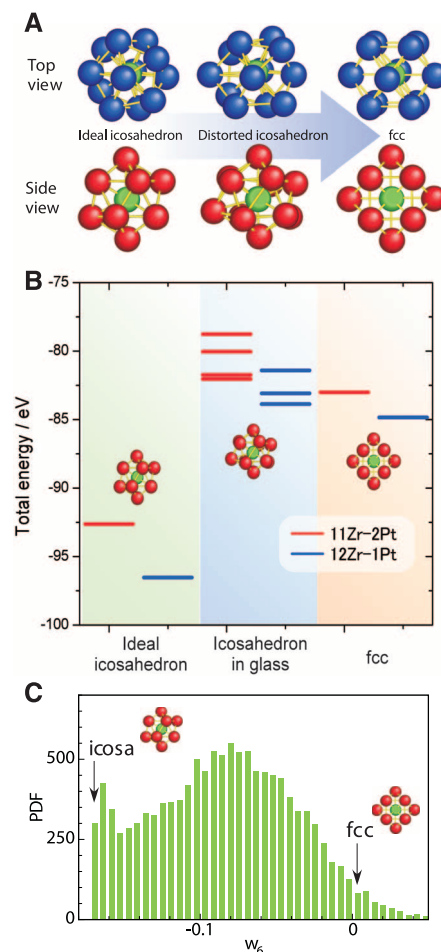 A
Top
view
Ideal icosahedron Distorted icosahedron fcc
Side
view
B
-75
-80
-85
-90
-95
-100
Total energy / eV
11Zr-2Pt
12Zr-1Pt
Ideal
icosahedron
Icosahedron
in glass
fcc
C
500
250
0
PDF
icosa
fcc
-0.1 0
w6